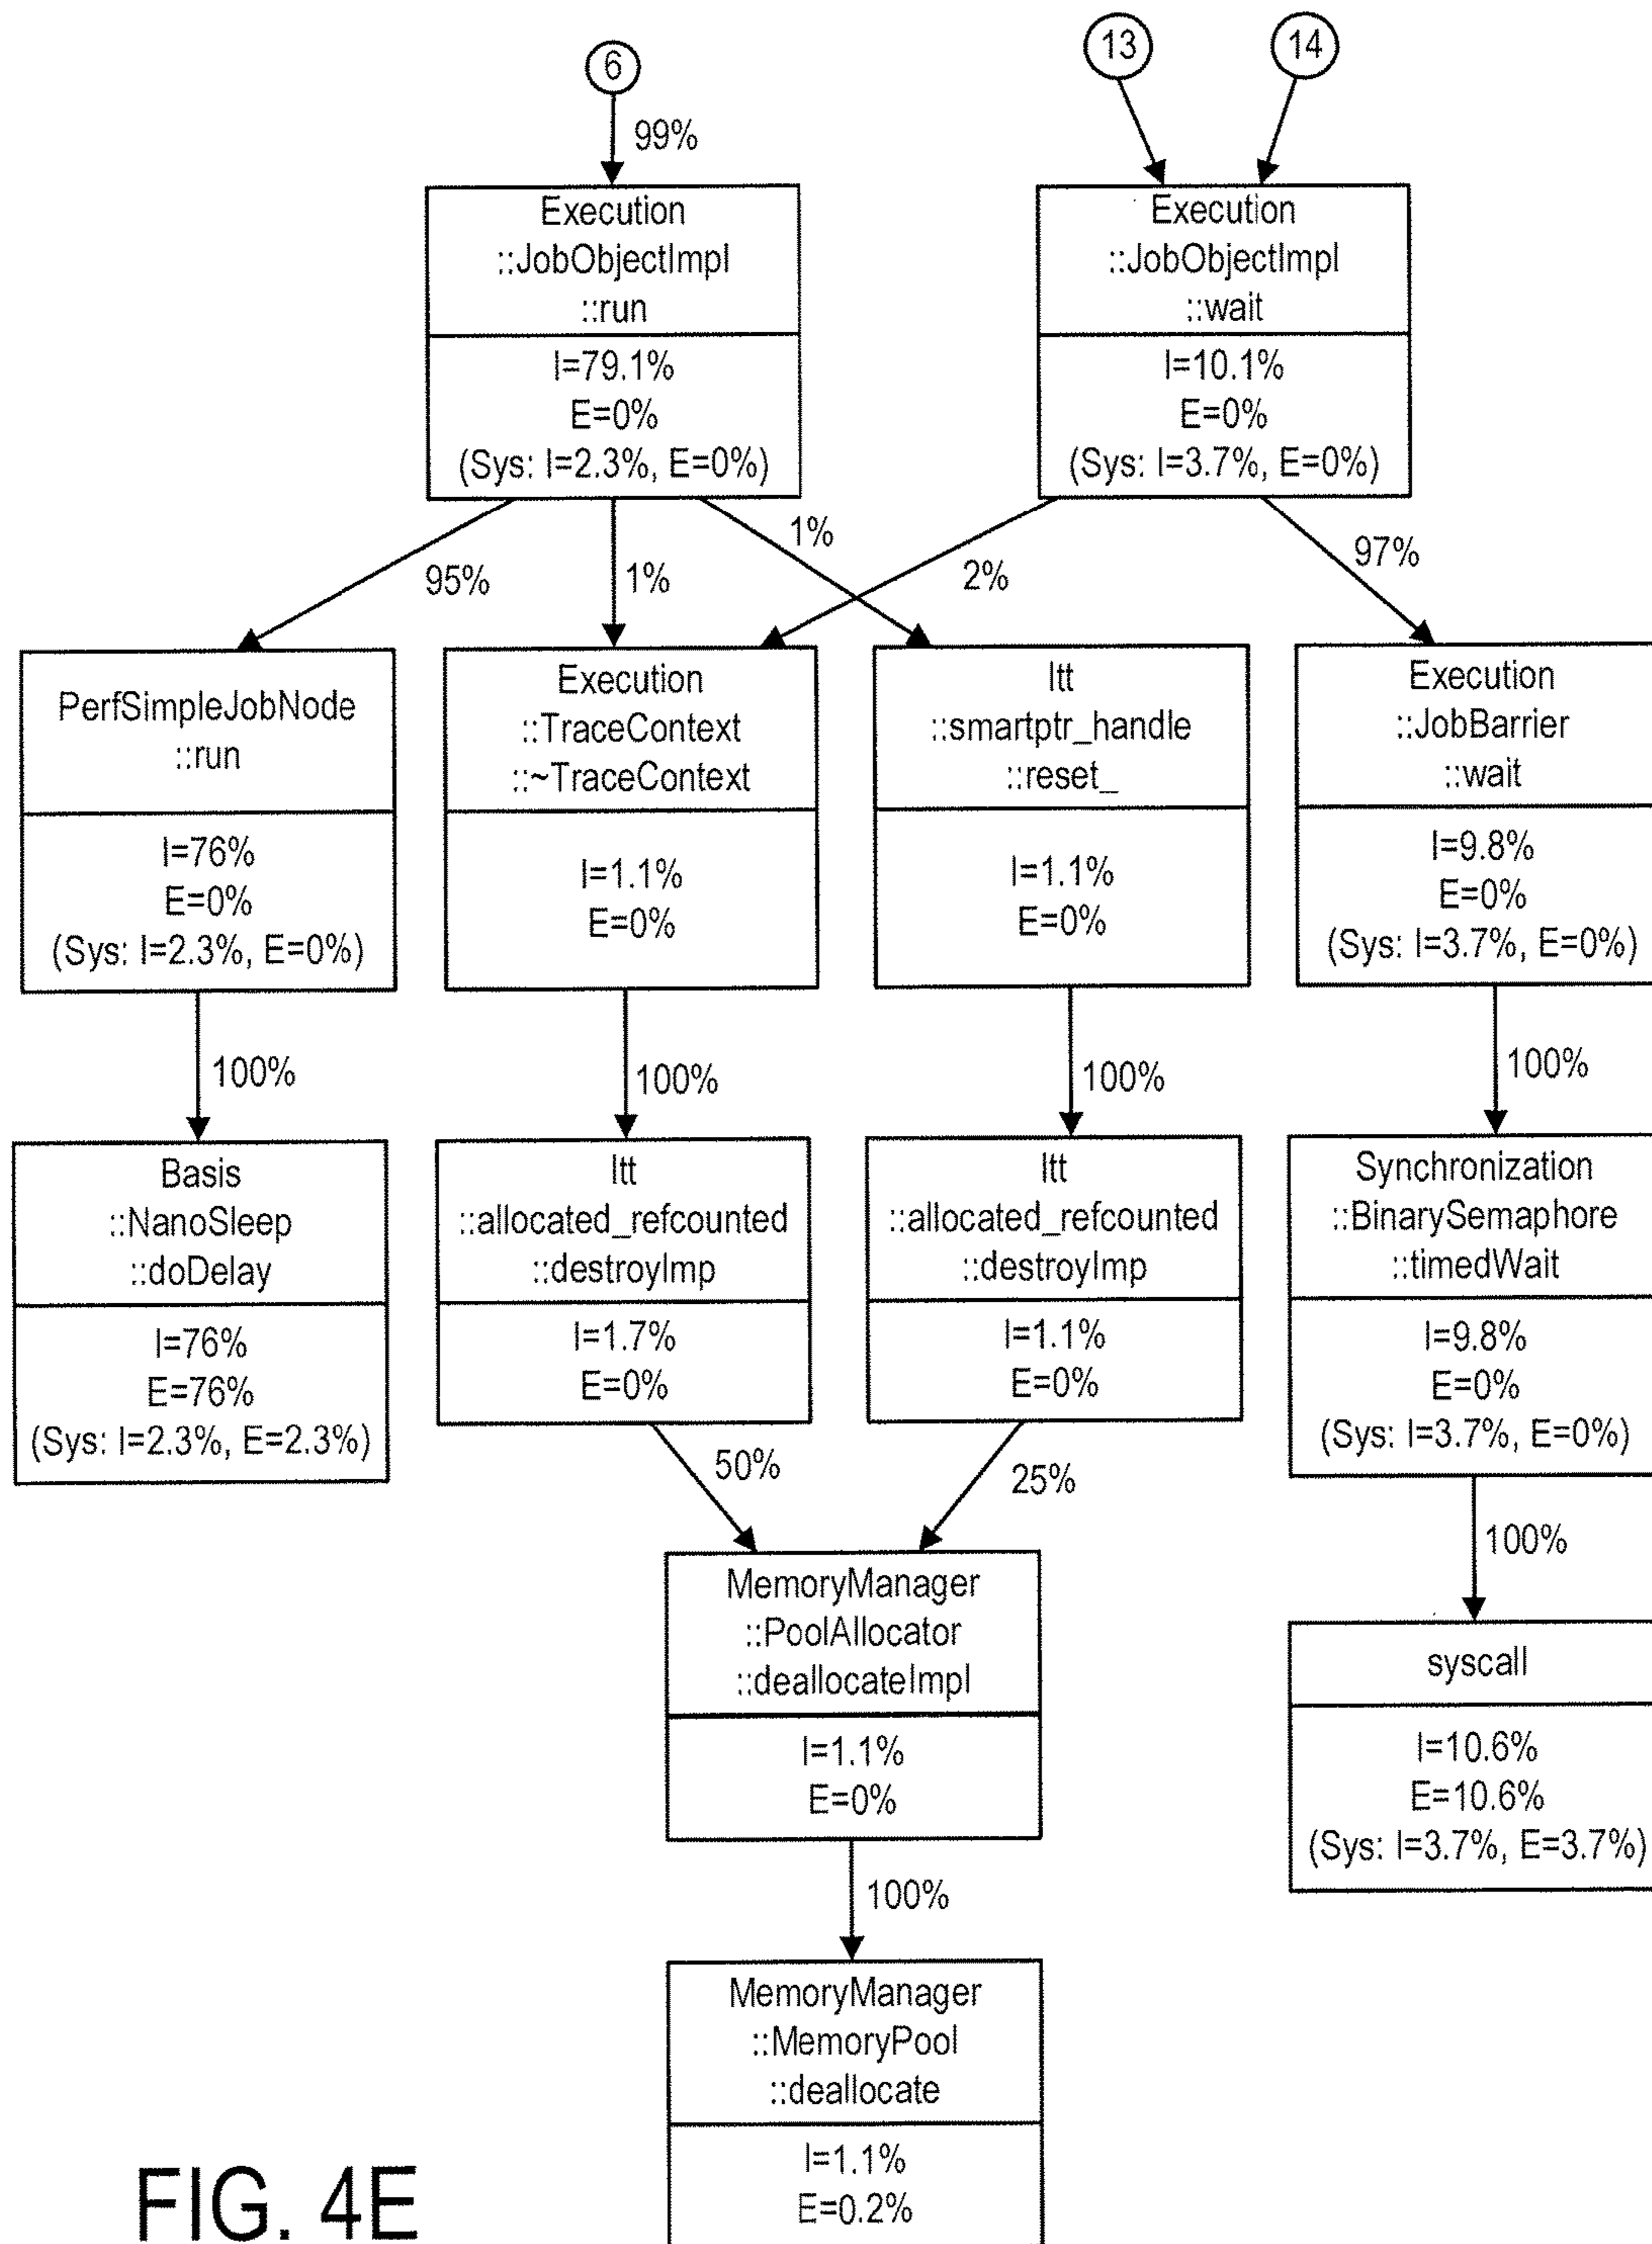 6
13
14
99%
Execution
::JobObjectImpl
::run
I=79.1%
E=0%
(Sys: I=2.3%, E=0%)
Execution
::JobObjectImpl
::wait
I=10.1%
E=0%
(Sys: I=3.7%, E=0%)
95%
1%
1%
2%
97%
PerfSimpleJobNode
::run
I=76%
E=0%
(Sys: I=2.3%, E=0%)
Execution
::TraceContext
::~TraceContext
I=1.1%
E=0%
Itt
::smartptr_handle
::reset_
I=1.1%
E=0%
Execution
::JobBarrier
::wait
I=9.8%
E=0%
(Sys: I=3.7%, E=0%)
100%
100%
100%
100%
Basis
::NanoSleep
::doDelay
I=76%
E=76%
(Sys: I=2.3%, E=2.3%)
Itt
::allocated_refcounted
::destroyImp
I=1.7%
E=0%
Itt
::allocated_refcounted
::destroyImp
I=1.1%
E=0%
Synchronization
::BinarySemaphore
::timedWait
I=9.8%
E=0%
(Sys: I=3.7%, E=0%)
50%
25%
100%
MemoryManager
::PoolAllocator
::deallocateImpl
I=1.1%
E=0%
syscall
I=10.6%
E=10.6%
(Sys: I=3.7%, E=3.7%)
100%
MemoryManager
::MemoryPool
::deallocate
I=1.1%
E=0.2%
FIG. 4E